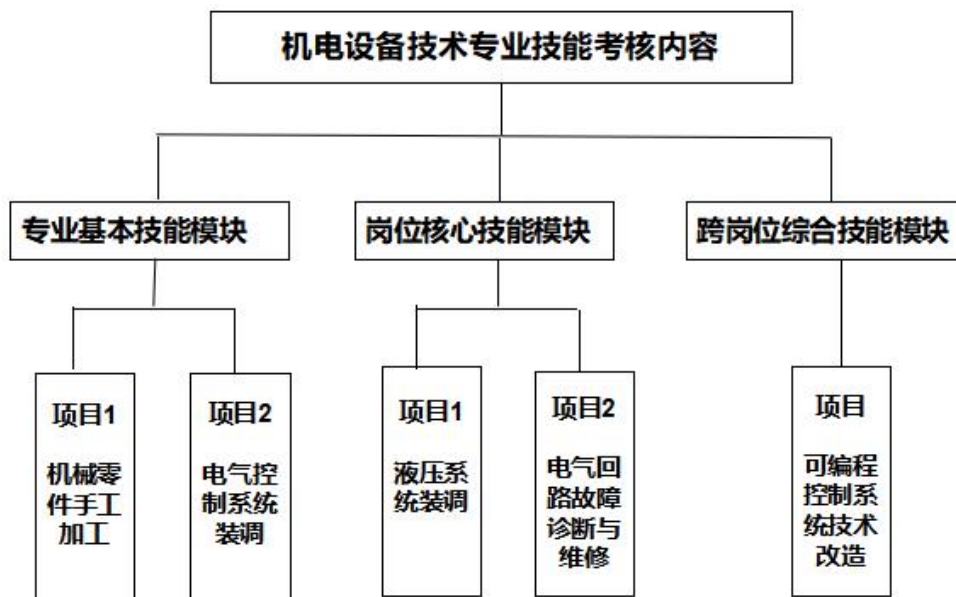 机电设备技术专业技能考核内容
专业基本技能模块
岗位核心技能模块
跨岗位综合技能模块
项目1
机械零
件手工
加工
项目2
电气控
制系统
装调
项目1
液压系
统装调
项目2
电气回
路故障
诊断与
维修
项目
可编程
控制系
统技术
改造